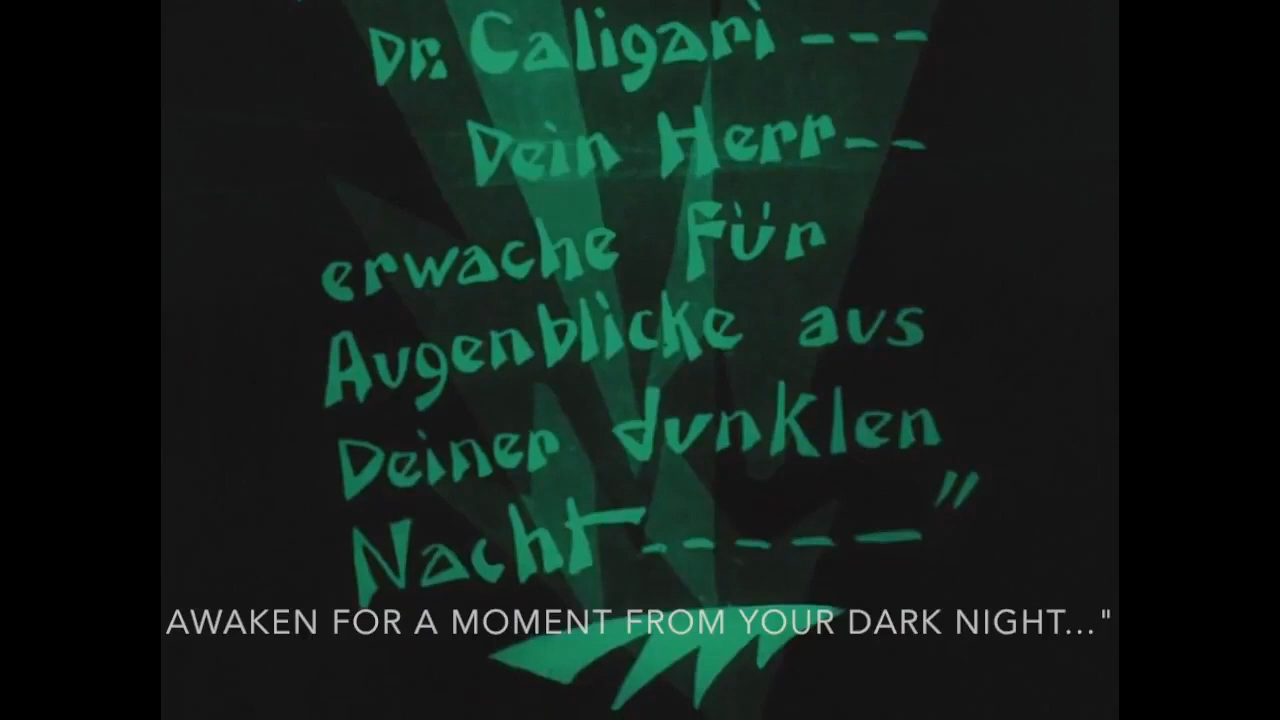 Dr. Caligari ---
Dein Herr--
erwache für
Augenblicke aus
Deiner dunklen
Nacht-----"
AWAKEN FOR A MOMENT FROM YOUR DARK NIGHT..."